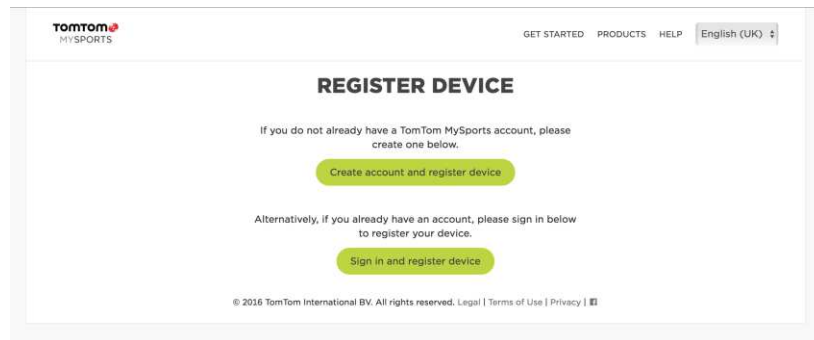 TOMTOM
MYSPORTS
GET STARTED PRODUCTS HELP English (UK)
REGISTER DEVICE
If you do not already have a TomTom MySports account, please
create one below.
Create account and register device
Alternatively, if you already have an account, please sign in below
to register your device.
Sign in and register device
© 2016 TomTom International BV. All rights reserved. Legal | Terms of Use | Privacy |